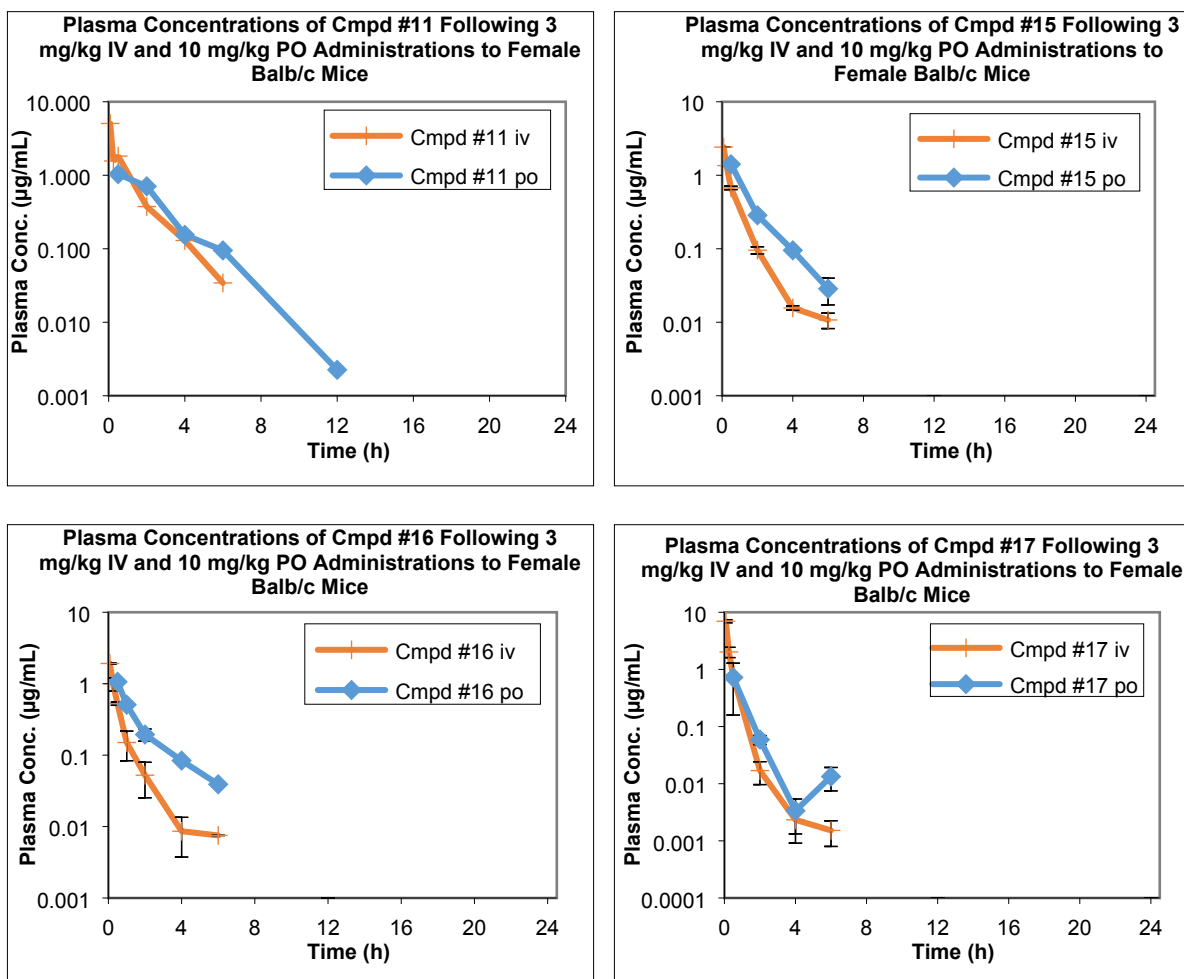 Plasma Concentrations of Cmpd #11 Following 3
mg/kg IV and 10 mg/kg PO Administrations to Female
Balb/c Mice
Plasma Conc. (µg/mL)
10.000
1.000
0.100
0.010
0.001
Cmpd #11 iv
Cmpd #11 po
0 4 8 12 16 20 24
Time (h)
Plasma Concentrations of Cmpd #15 Following 3
mg/kg IV and 10 mg/kg PO Administrations to
Female Balb/c Mice
Plasma Conc. (µg/mL)
10
1
0.1
0.01
0.001
Cmpd #15 iv
Cmpd #15 po
0 4 8 12 16 20 24
Time (h)
Plasma Concentrations of Cmpd #16 Following 3
mg/kg IV and 10 mg/kg PO Administrations to Female
Balb/c Mice
Plasma Conc. (µg/mL)
10
1
0.1
0.01
0.001
Cmpd #16 iv
Cmpd #16 po
0 4 8 12 16 20 24
Time (h)
Plasma Concentrations of Cmpd #17 Following 3
mg/kg IV and 10 mg/kg PO Administrations to Female
Balb/c Mice
Plasma Conc. (µg/mL)
10
1
0.1
0.01
0.001
0.0001
Cmpd #17 iv
Cmpd #17 po
0 4 8 12 16 20 24
Time (h)